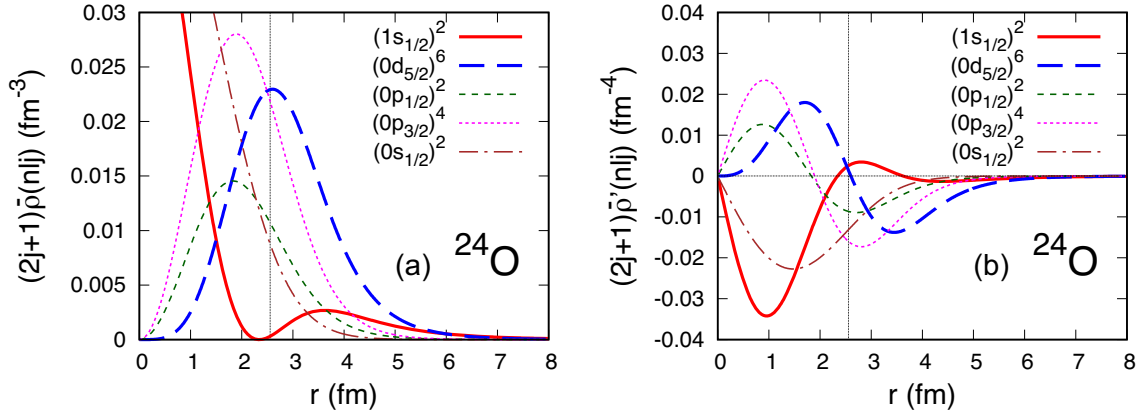 (2j+1)ρ̄(nlj) (fm⁻³)
0.03
0.025
0.02
0.015
0.01
0.005
0
0 1 2 3 4 5 6 7 8
r (fm)
(1s₁/₂)²
(0d₅/₂)⁶
(0p₁/₂)²
(0p₃/₂)⁴
(0s₁/₂)²
(a) ²⁴O
(2j+1)ρ̄'(nlj) (fm⁻⁴)
0.04
0.03
0.02
0.01
0
-0.01
-0.02
-0.03
-0.04
0 1 2 3 4 5 6 7 8
r (fm)
(1s₁/₂)²
(0d₅/₂)⁶
(0p₁/₂)²
(0p₃/₂)⁴
(0s₁/₂)²
(b) ²⁴O